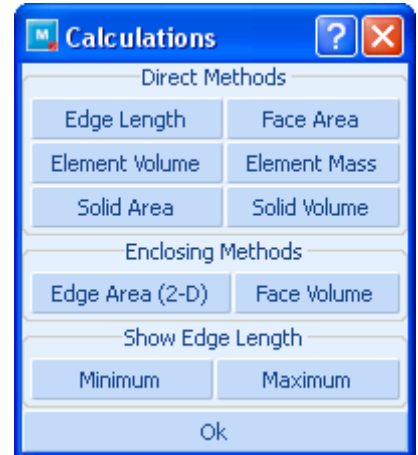 M Calculations ?
Direct Methods
Edge Length Face Area
Element Volume Element Mass
Solid Area Solid Volume
Enclosing Methods
Edge Area (2-D) Face Volume
Show Edge Length
Minimum Maximum
Ok